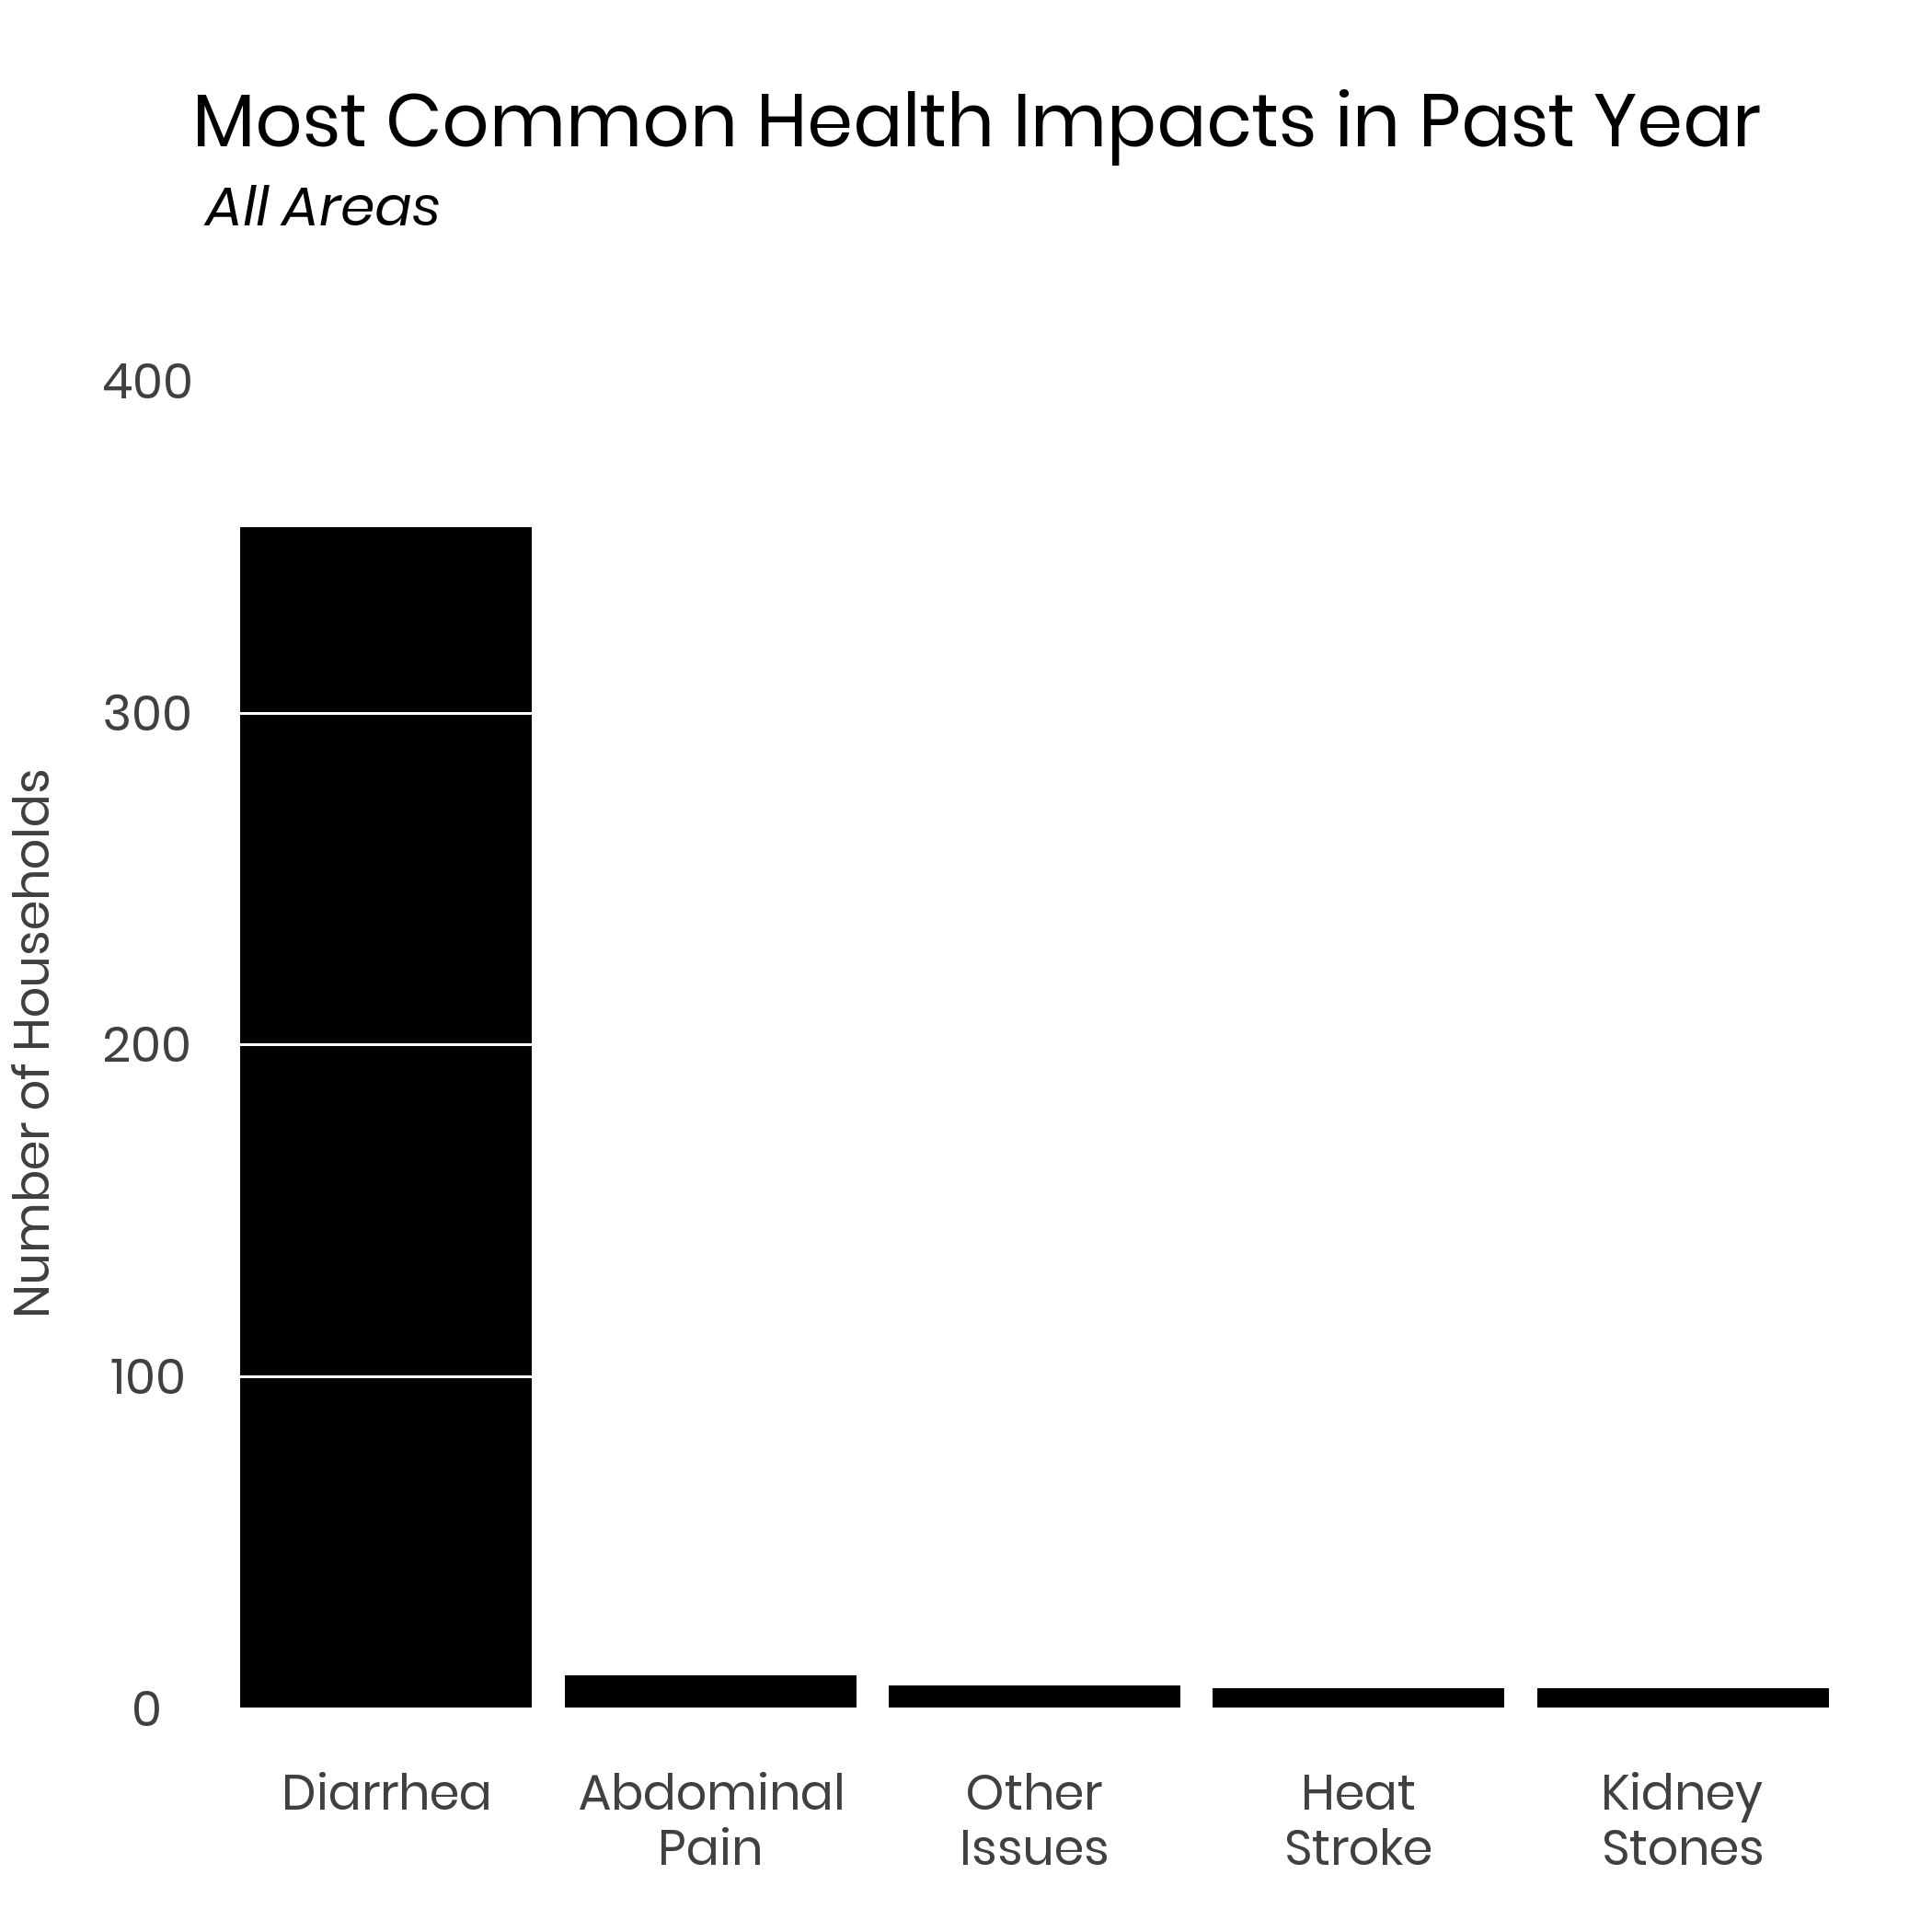 Most Common Health Impacts in Past Year
All Areas
400
300
200
100
0
Number of Households
Diarrhea
Abdominal
Pain
Other
Issues
Heat
Stroke
Kidney
Stones